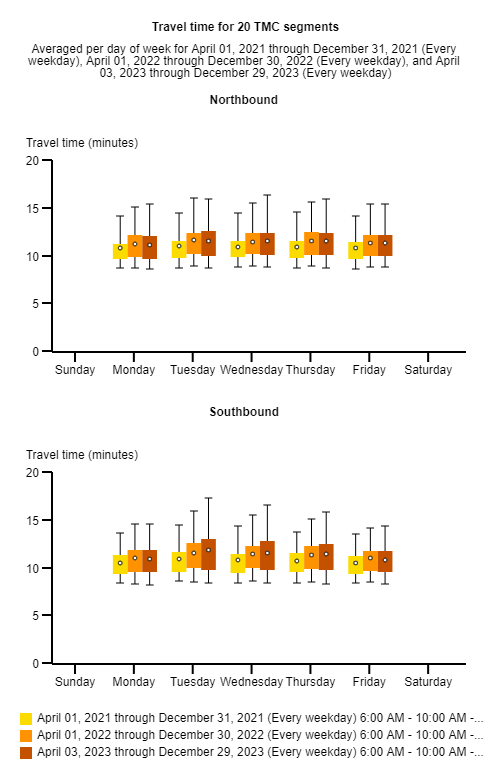 Travel time for 20 TMC segments
Averaged per day of week for April 01, 2021 through December 31, 2021 (Every
weekday), April 01, 2022 through December 30, 2022 (Every weekday), and April
03, 2023 through December 29, 2023 (Every weekday)
Northbound
Travel time (minutes)
20
15
10
5
0
Sunday Monday Tuesday Wednesday Thursday Friday Saturday
Southbound
Travel time (minutes)
20
15
10
5
0
Sunday Monday Tuesday Wednesday Thursday Friday Saturday
April 01, 2021 through December 31, 2021 (Every weekday) 6:00 AM - 10:00 AM -...
April 01, 2022 through December 30, 2022 (Every weekday) 6:00 AM - 10:00 AM -...
April 03, 2023 through December 29, 2023 (Every weekday) 6:00 AM - 10:00 AM -...